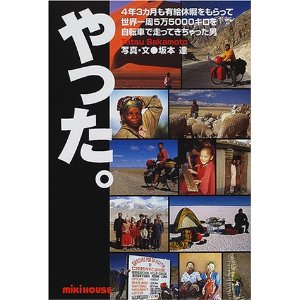 やった。
4年3カ月も有給休暇をもらって
世界一周5万5000キロを
自転車で走ってきちゃった男
Tatsu Sakamoto
写真・文●坂本 達
mikiHOUSE